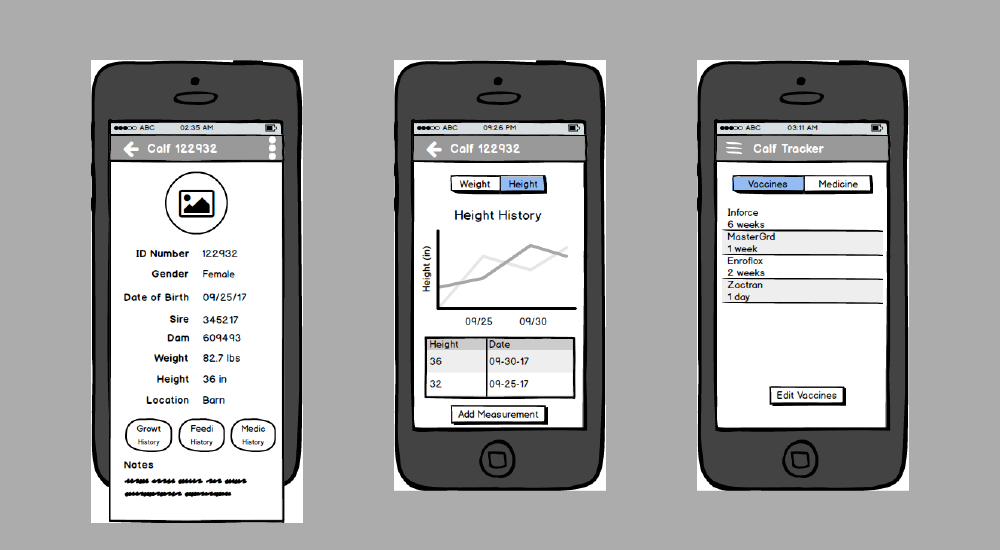 ABC 02:35 AM
Calf 122932
ID Number 122932
Gender Female
Date of Birth 09/25/17
Sire 345217
Dam 609493
Weight 82.7 lbs
Height 36 in
Location Barn
Growt Feedi Medic
History History History
Notes
ABC 09:26 PM
Calf 122932
Weight Height
Height History
Height (in)
09/25 09/30
Height Date
36 09-30-17
32 09-25-17
Add Measurement
ABC 03:11 AM
Calf Tracker
Vaccines Medicine
Inforce
6 weeks
MasterGrd
1 week
Enroflox
2 weeks
Zactran
1 day
Edit Vaccines